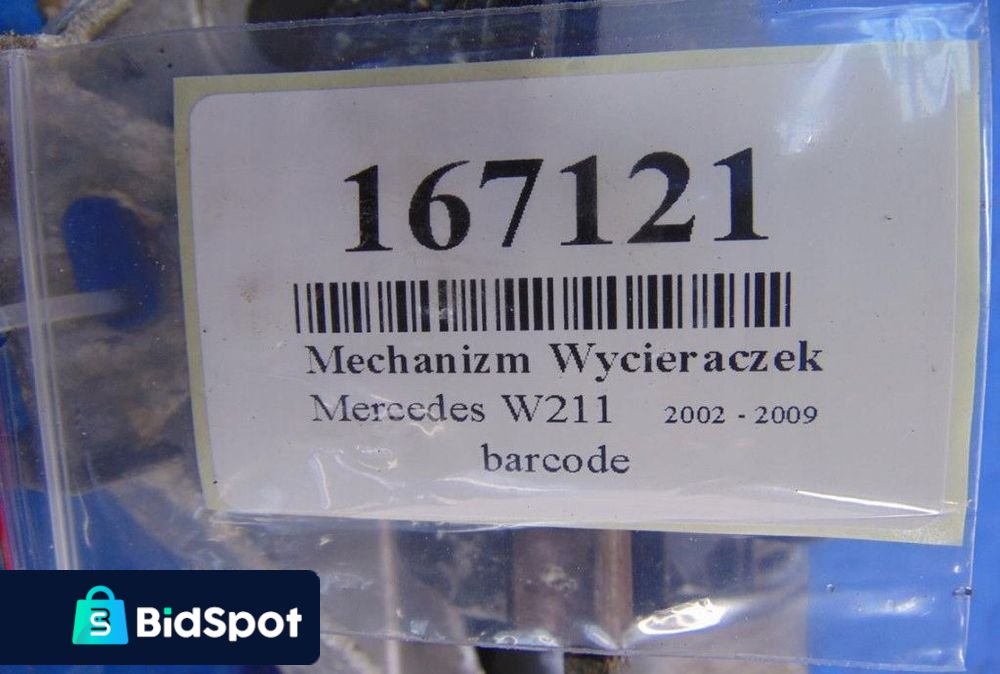 167121
Mechanizm Wycieraczek
Mercedes W211 2002 - 2009
barcode
BidSpot